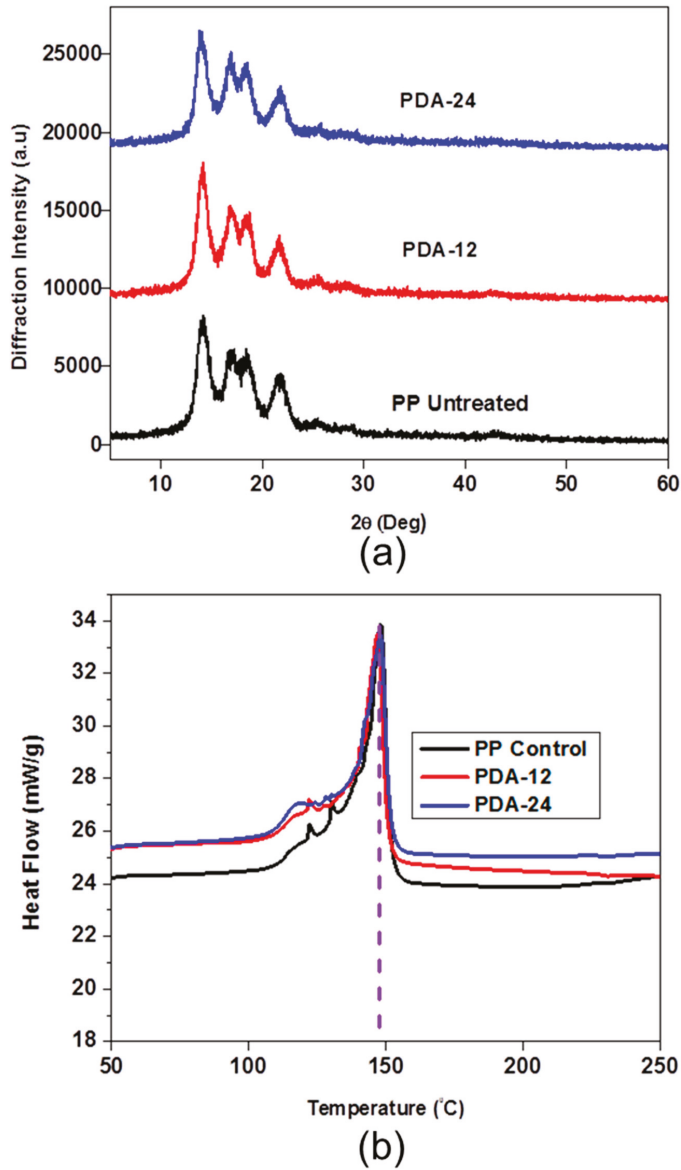 25000
20000
15000
10000
5000
0
Diffraction Intensity (a.u)
PDA-24
PDA-12
PP Untreated
10 20 30 40 50 60
2θ (Deg)
(a)
34
32
30
28
26
24
22
20
18
Heat Flow (mW/g)
PP Control
PDA-12
PDA-24
50 100 150 200 250
Temperature (°C)
(b)